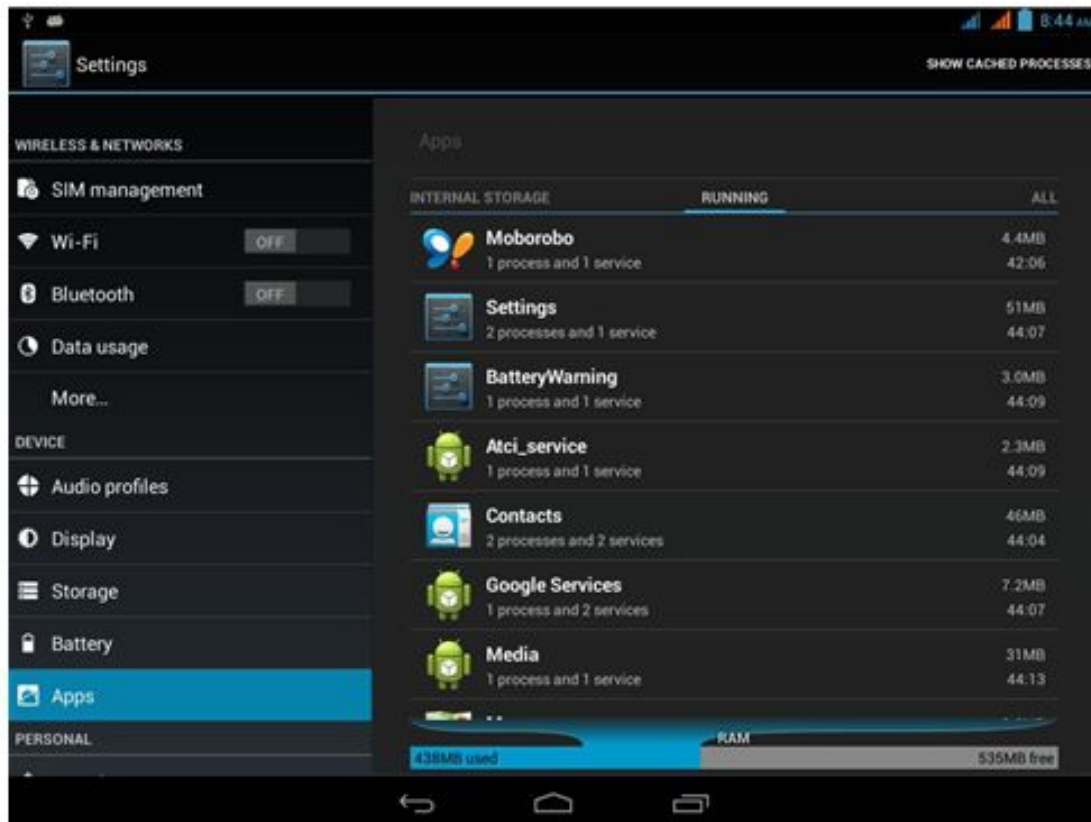 8:44 AM
Settings
SHOW CACHED PROCESSES
WIRELESS & NETWORKS
SIM management
Wi-Fi
OFF
Bluetooth
OFF
Data usage
More...
DEVICE
Audio profiles
Display
Storage
Battery
Apps
PERSONAL
Apps
INTERNAL STORAGE
RUNNING
ALL
Moborobo
4.4MB
1 process and 1 service
42:06
Settings
51MB
2 processes and 1 service
44:07
BatteryWarning
3.0MB
1 process and 1 service
44:09
Atci_service
2.3MB
1 process and 1 service
44:09
Contacts
46MB
2 processes and 2 services
44:04
Google Services
7.2MB
1 process and 2 services
44:07
Media
31MB
1 process and 1 service
44:13
RAM
438MB used
535MB free